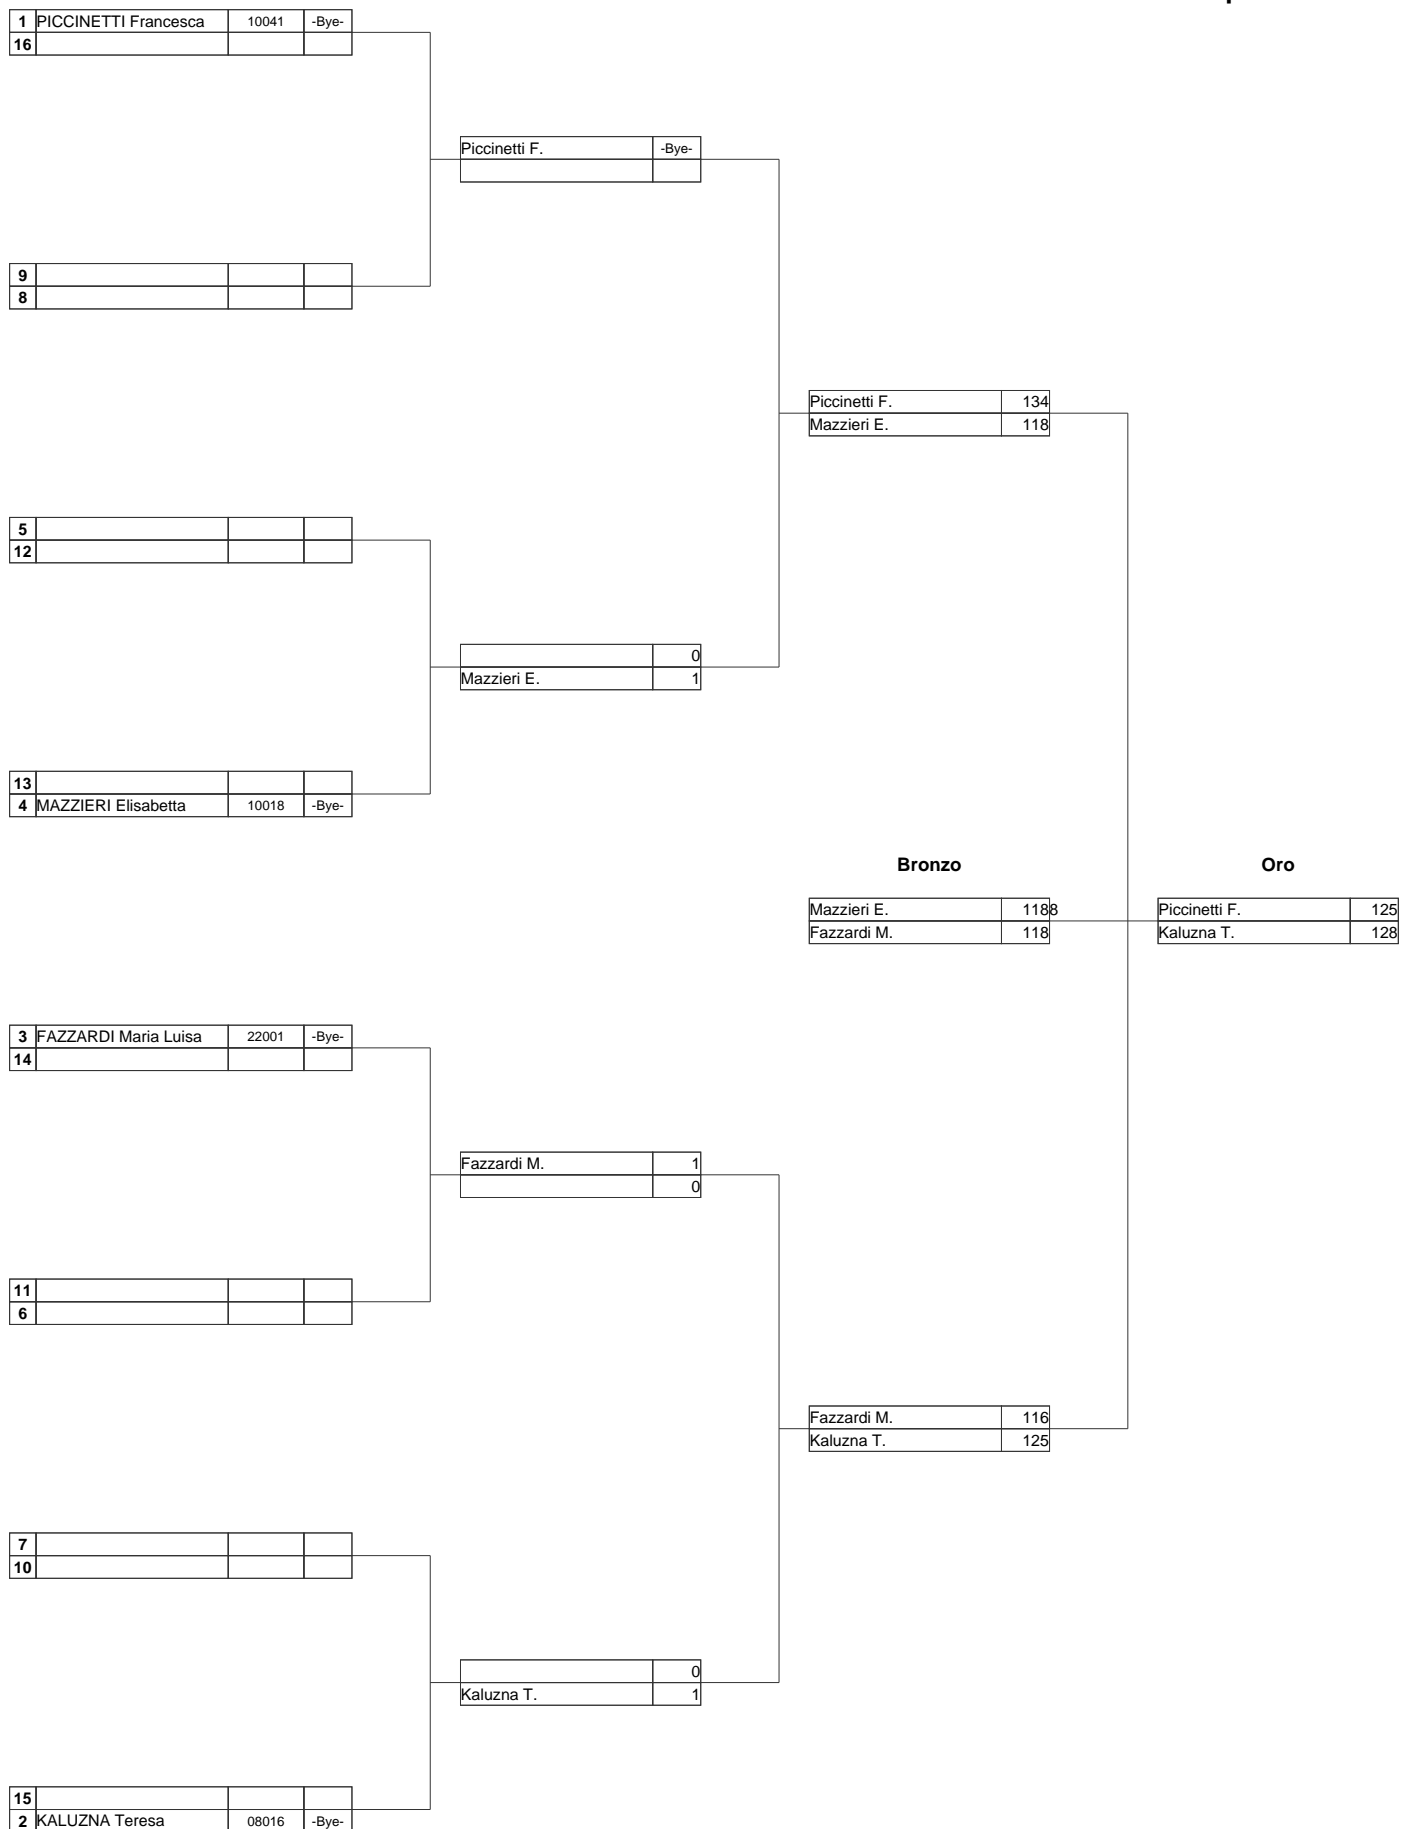 1 PICCINETTI Francesca 10041 -Bye-
16
Piccinetti F. -Bye-
9
8
Piccinetti F. 134
Mazzieri E. 118
5
12
0
Mazzieri E. 1
13
4 MAZZIERI Elisabetta 10018 -Bye-
Bronzo Oro
Mazzieri E. 1188 Piccinetti F. 125
Fazzardi M. 118 Kaluzna T. 128
3 FAZZARDI Maria Luisa 22001 -Bye-
14
Fazzardi M. 1
0
11
6
Fazzardi M. 116
Kaluzna T. 125
7
10
0
Kaluzna T. 1
15
2 KALUZNA Teresa 08016 -Bye-